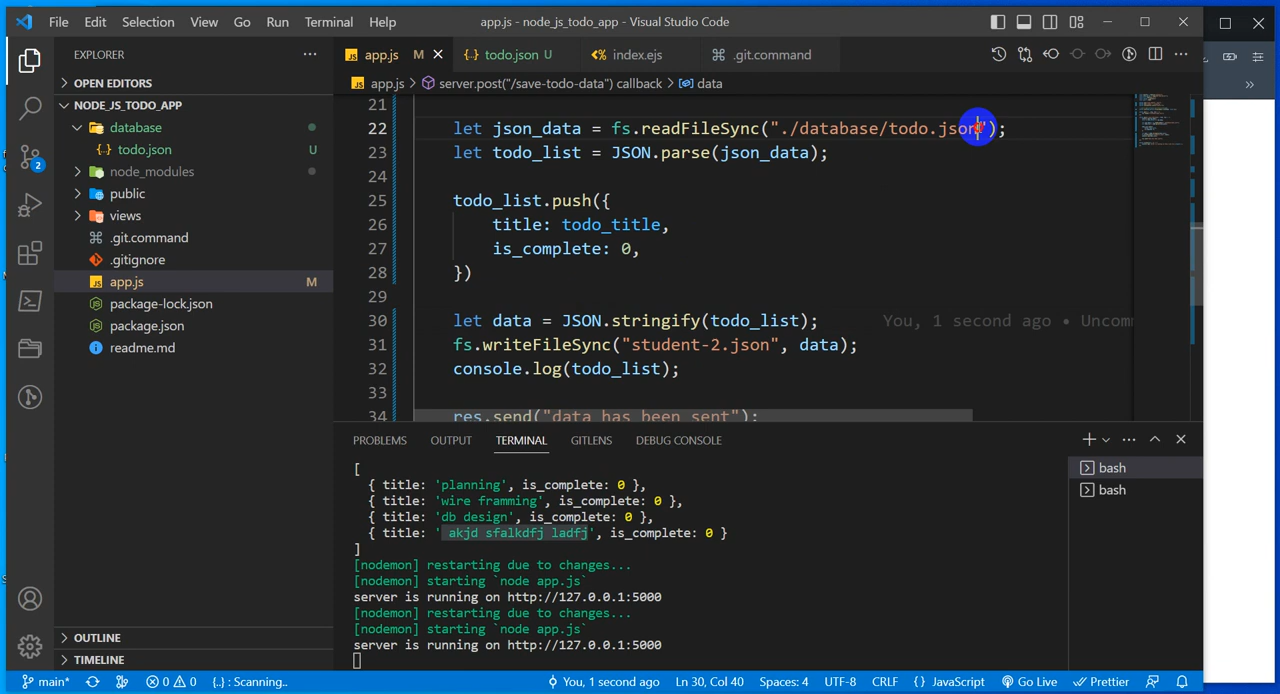 File Edit Selection View Go Run Terminal Help
app.js - node_js_todo_app - Visual Studio Code
EXPLORER
OPEN EDITORS
NODE_JS_TODO_APP
database
todo.json U
node_modules
public
views
.git.command
.gitignore
app.js M
package-lock.json
package.json
readme.md
OUTLINE
TIMELINE
2
app.js M
todo.json U
index.ejs
.git.command
app.js > server.post("/save-todo-data") callback > data
21
22 let json_data = fs.readFileSync("./database/todo.json");
23 let todo_list = JSON.parse(json_data);
24
25 todo_list.push({
26 title: todo_title,
27 is_complete: 0,
28 })
29
30 let data = JSON.stringify(todo_list); You, 1 second ago • Uncomm
31 fs.writeFileSync("student-2.json", data);
32 console.log(todo_list);
33
34 res.send("data has been sent");
PROBLEMS OUTPUT TERMINAL GITLENS DEBUG CONSOLE
[
{ title: 'planning', is_complete: 0 },
{ title: 'wire framming', is_complete: 0 },
{ title: 'db design', is_complete: 0 },
{ title: ' akjd sfalkdfj ladfj', is_complete: 0 }
]
[nodemon] restarting due to changes...
[nodemon] starting `node app.js`
server is running on http://127.0.0.1:5000
[nodemon] restarting due to changes...
[nodemon] starting `node app.js`
server is running on http://127.0.0.1:5000
bash
bash
main* 0 0 {..} : Scanning.. You, 1 second ago Ln 30, Col 40 Spaces: 4 UTF-8 CRLF {} JavaScript Go Live Prettier